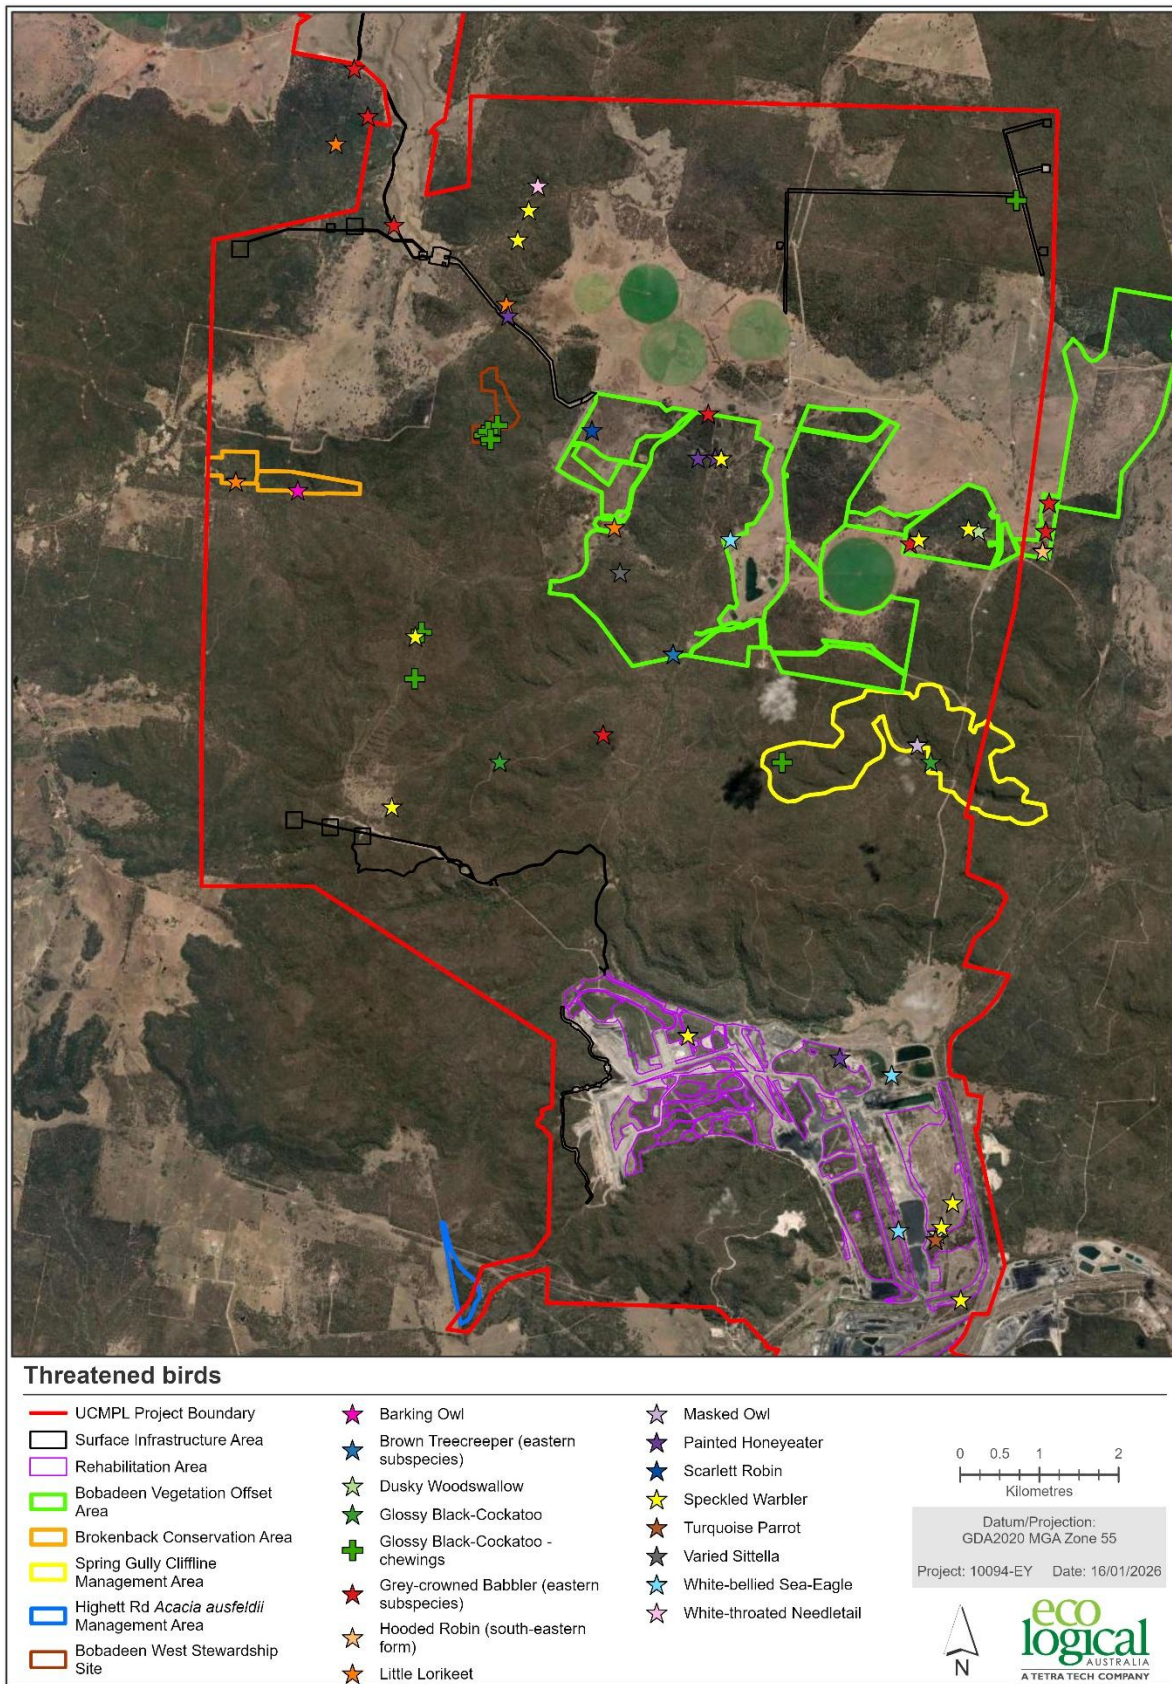 Threatened birds
UCMPL Project Boundary
Surface Infrastructure Area
Rehabilitation Area
Bobadeen Vegetation Offset
Area
Brokenback Conservation Area
Spring Gully Cliffline
Management Area
Highett Rd Acacia ausfeldii
Management Area
Bobadeen West Stewardship
Site
Barking Owl
Brown Treecreeper (eastern
subspecies)
Dusky Woodswallow
Glossy Black-Cockatoo
Glossy Black-Cockatoo -
chewings
Grey-crowned Babbler (eastern
subspecies)
Hooded Robin (south-eastern
form)
Little Lorikeet
Masked Owl
Painted Honeyeater
Scarlett Robin
Speckled Warbler
Turquoise Parrot
Varied Sittella
White-bellied Sea-Eagle
White-throated Needletail
0 0.5 1 2
Kilometres
Datum/Projection:
GDA2020 MGA Zone 55
Project: 10094-EY Date: 16/01/2026
N
eco
logical
AUSTRALIA
A TETRA TECH COMPANY